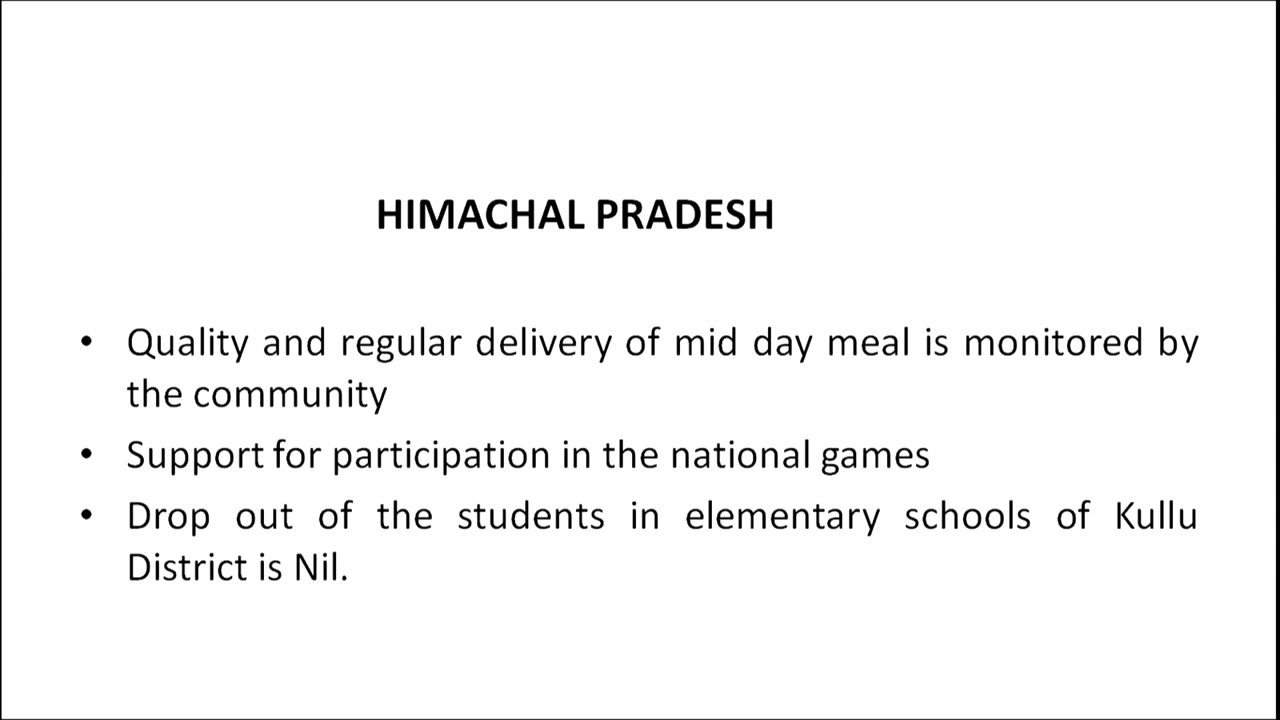 HIMACHAL PRADESH
• Quality and regular delivery of mid day meal is monitored by
the community
• Support for participation in the national games
• Drop out of the students in elementary schools of Kullu
District is Nil.